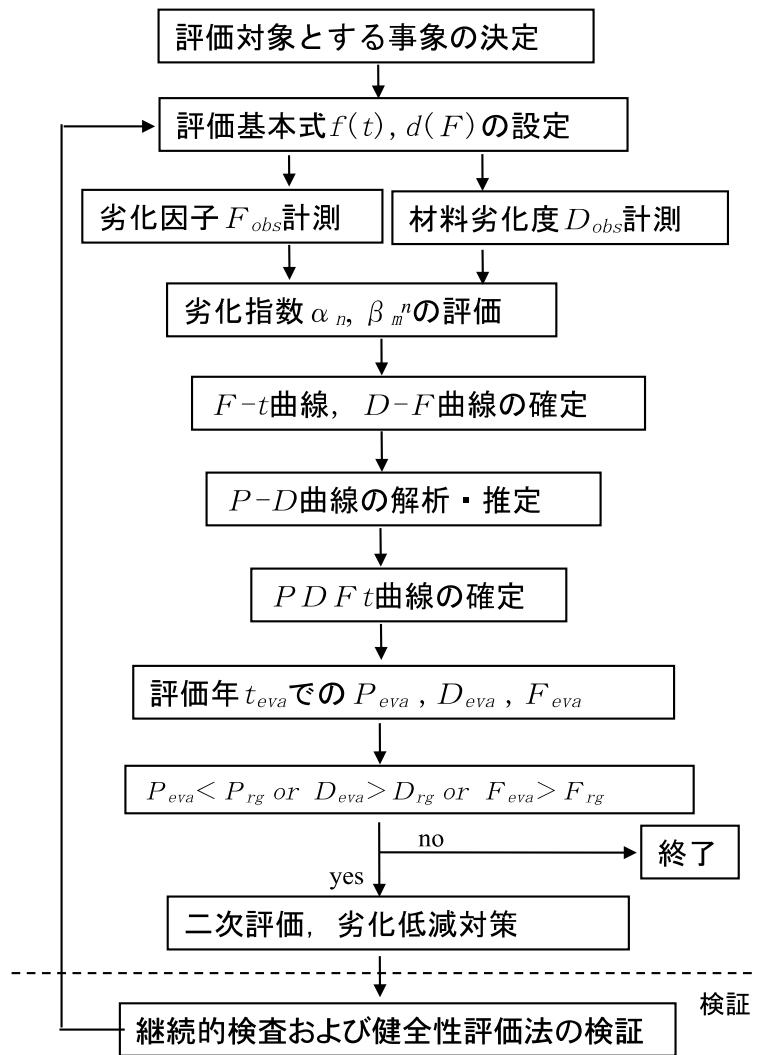 評価対象とする事象の決定
評価基本式f(t), d(F)の設定
劣化因子F_obs計測
材料劣化度D_obs計測
劣化指数α_n, β_m^nの評価
F-t曲線, D-F曲線の確定
P-D曲線の解析・推定
PDFt曲線の確定
評価年t_evaでのP_eva , D_eva , F_eva
P_eva< P_rg or D_eva>D_rg or F_eva>F_rg
no
終了
yes
二次評価, 劣化低減対策
検証
継続的検査および健全性評価法の検証